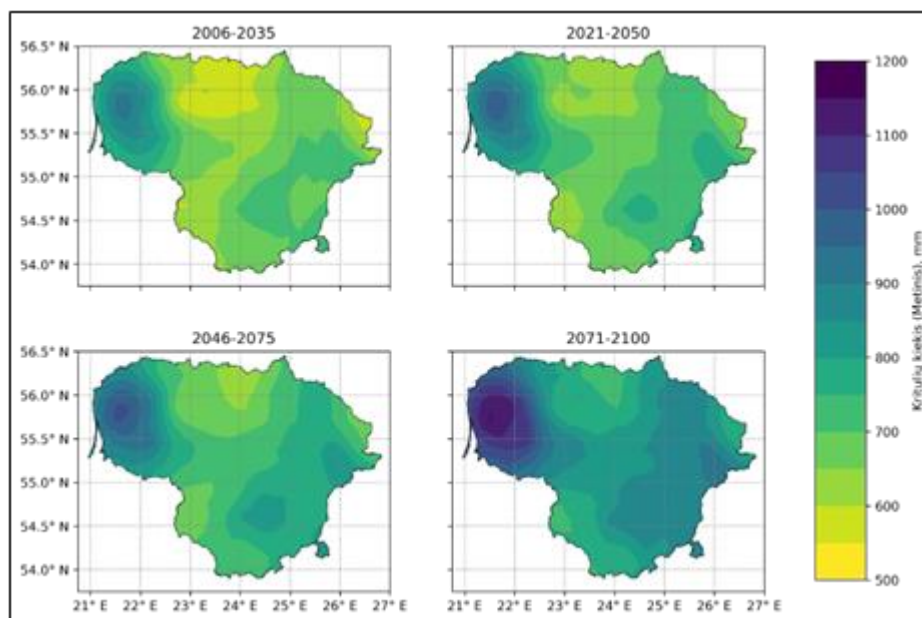 2006-2035
2021-2050
56.5° N
56.0° N
55.5° N
55.0° N
54.5° N
54.0° N
2046-2075
2071-2100
56.5° N
56.0° N
55.5° N
55.0° N
54.5° N
54.0° N
21° E 22° E 23° E 24° E 25° E 26° E 27° E
21° E 22° E 23° E 24° E 25° E 26° E 27° E
1200
1100
1000
900
800
700
600
500
Kritulių kiekis (Metinis), mm